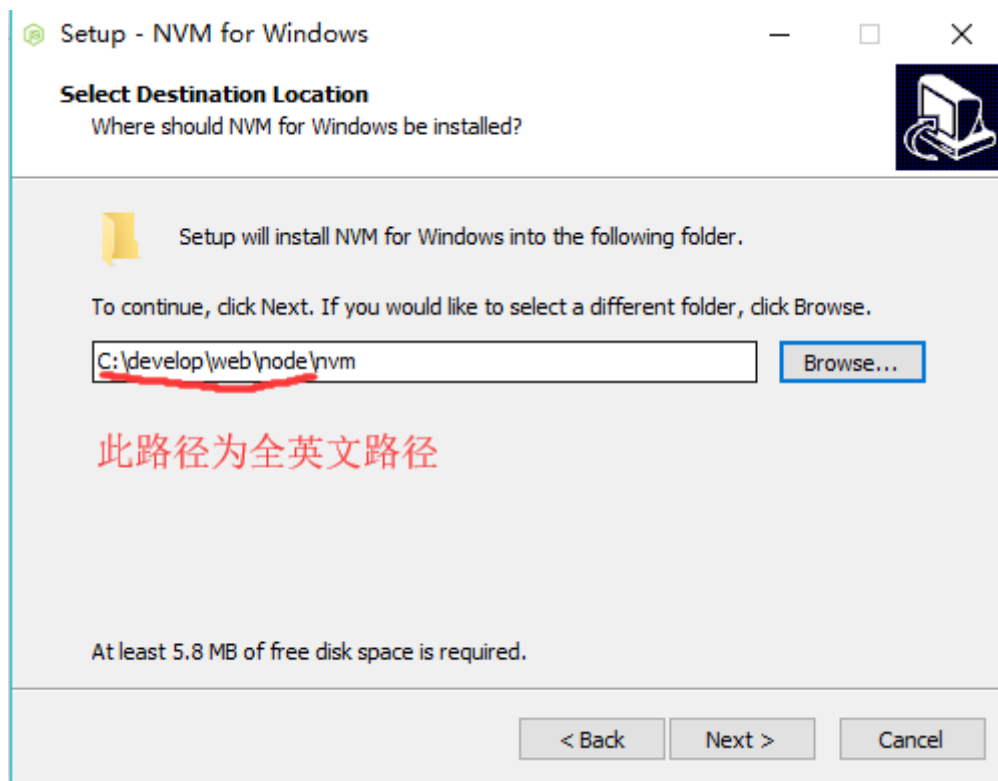 Setup - NVM for Windows
Select Destination Location
Where should NVM for Windows be installed?
Setup will install NVM for Windows into the following folder.
To continue, click Next. If you would like to select a different folder, click Browse.
C:\develop\web\node\nvm
Browse...
此路径为全英文路径
At least 5.8 MB of free disk space is required.
< Back
Next >
Cancel